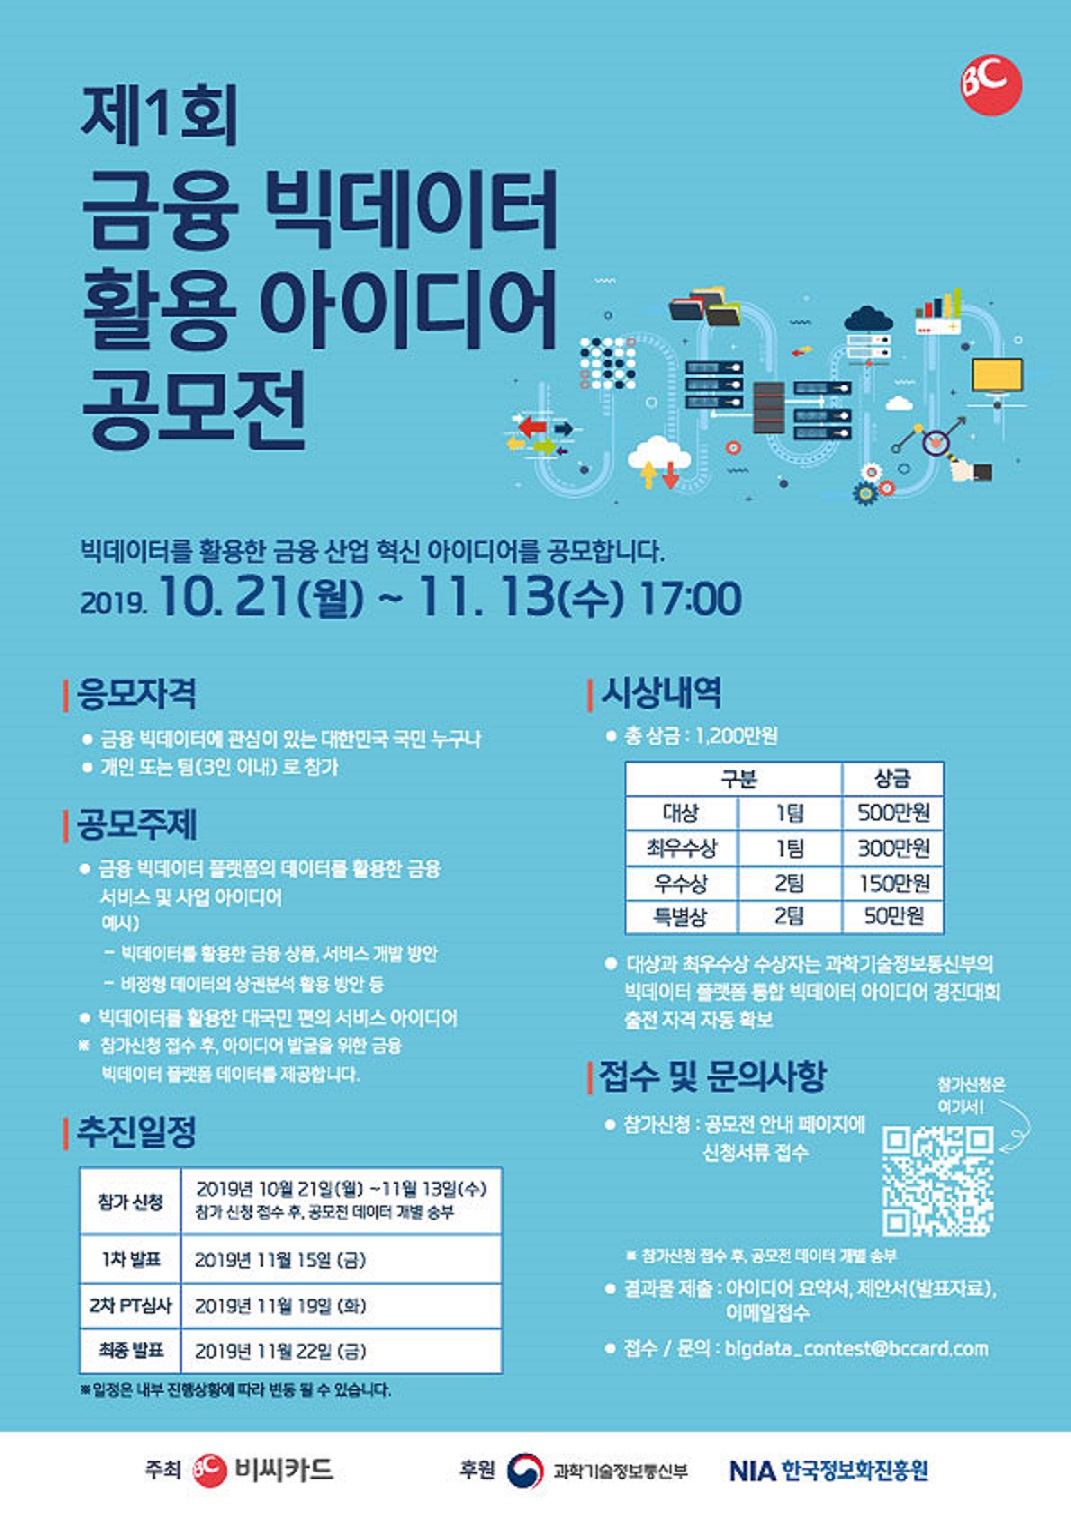 BC
제1회
금융 빅데이터
활용 아이디어
공모전
빅데이터를 활용한 금융 산업 혁신 아이디어를 공모합니다.
2019. 10. 21(월) ~ 11. 13(수) 17:00
응모자격
● 금융 빅데이터에 관심이 있는 대한민국 국민 누구나
● 개인 또는 팀(3인 이내) 로 참가
공모주제
● 금융 빅데이터 플랫폼의 데이터를 활용한 금융
서비스 및 사업 아이디어
예시)
- 빅데이터를 활용한 금융 상품, 서비스 개발 방안
- 비정형 데이터의 상권분석 활용 방안 등
● 빅데이터를 활용한 대국민 편의 서비스 아이디어
※ 참가신청 접수 후, 아이디어 발굴을 위한 금융
빅데이터 플랫폼 데이터를 제공합니다.
추진일정
참가 신청 2019년 10월 21일(월) ~11월 13일(수)
참가 신청 접수 후, 공모전 데이터 개별 송부
1차 발표 2019년 11월 15일 (금)
2차 PT심사 2019년 11월 19일 (화)
최종 발표 2019년 11월 22일 (금)
※일정은 내부 진행상황에 따라 변동 될 수 있습니다.
시상내역
● 총 상금 : 1,200만원
구분 상금
대상 1팀 500만원
최우수상 1팀 300만원
우수상 2팀 150만원
특별상 2팀 50만원
● 대상과 최우수상 수상자는 과학기술정보통신부의
빅데이터 플랫폼 통합 빅데이터 아이디어 경진대회
출전 자격 자동 확보
접수 및 문의사항
참가신청은
여기서!
● 참가신청 : 공모전 안내 페이지에
신청서류 접수
※ 참가신청 접수 후, 공모전 데이터 개별 송부
● 결과물 제출 : 아이디어 요약서, 제안서(발표자료),
이메일접수
● 접수 / 문의 : bigdata_contest@bccard.com
주최 BC 비씨카드 후원 과학기술정보통신부 NIA 한국정보화진흥원